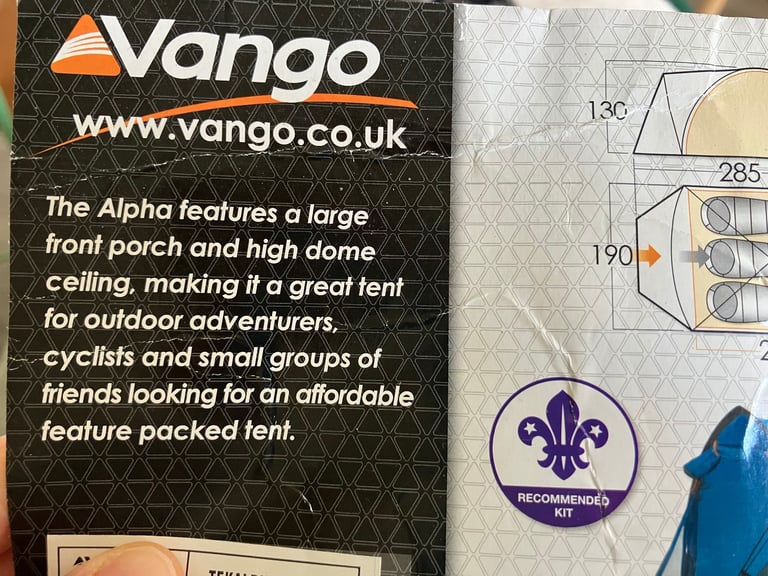 Vango
www.vango.co.uk
The Alpha features a large
front porch and high dome
ceiling, making it a great tent
for outdoor adventurers,
cyclists and small groups of
friends looking for an affordable
feature packed tent.
130
285
190
RECOMMENDED
KIT